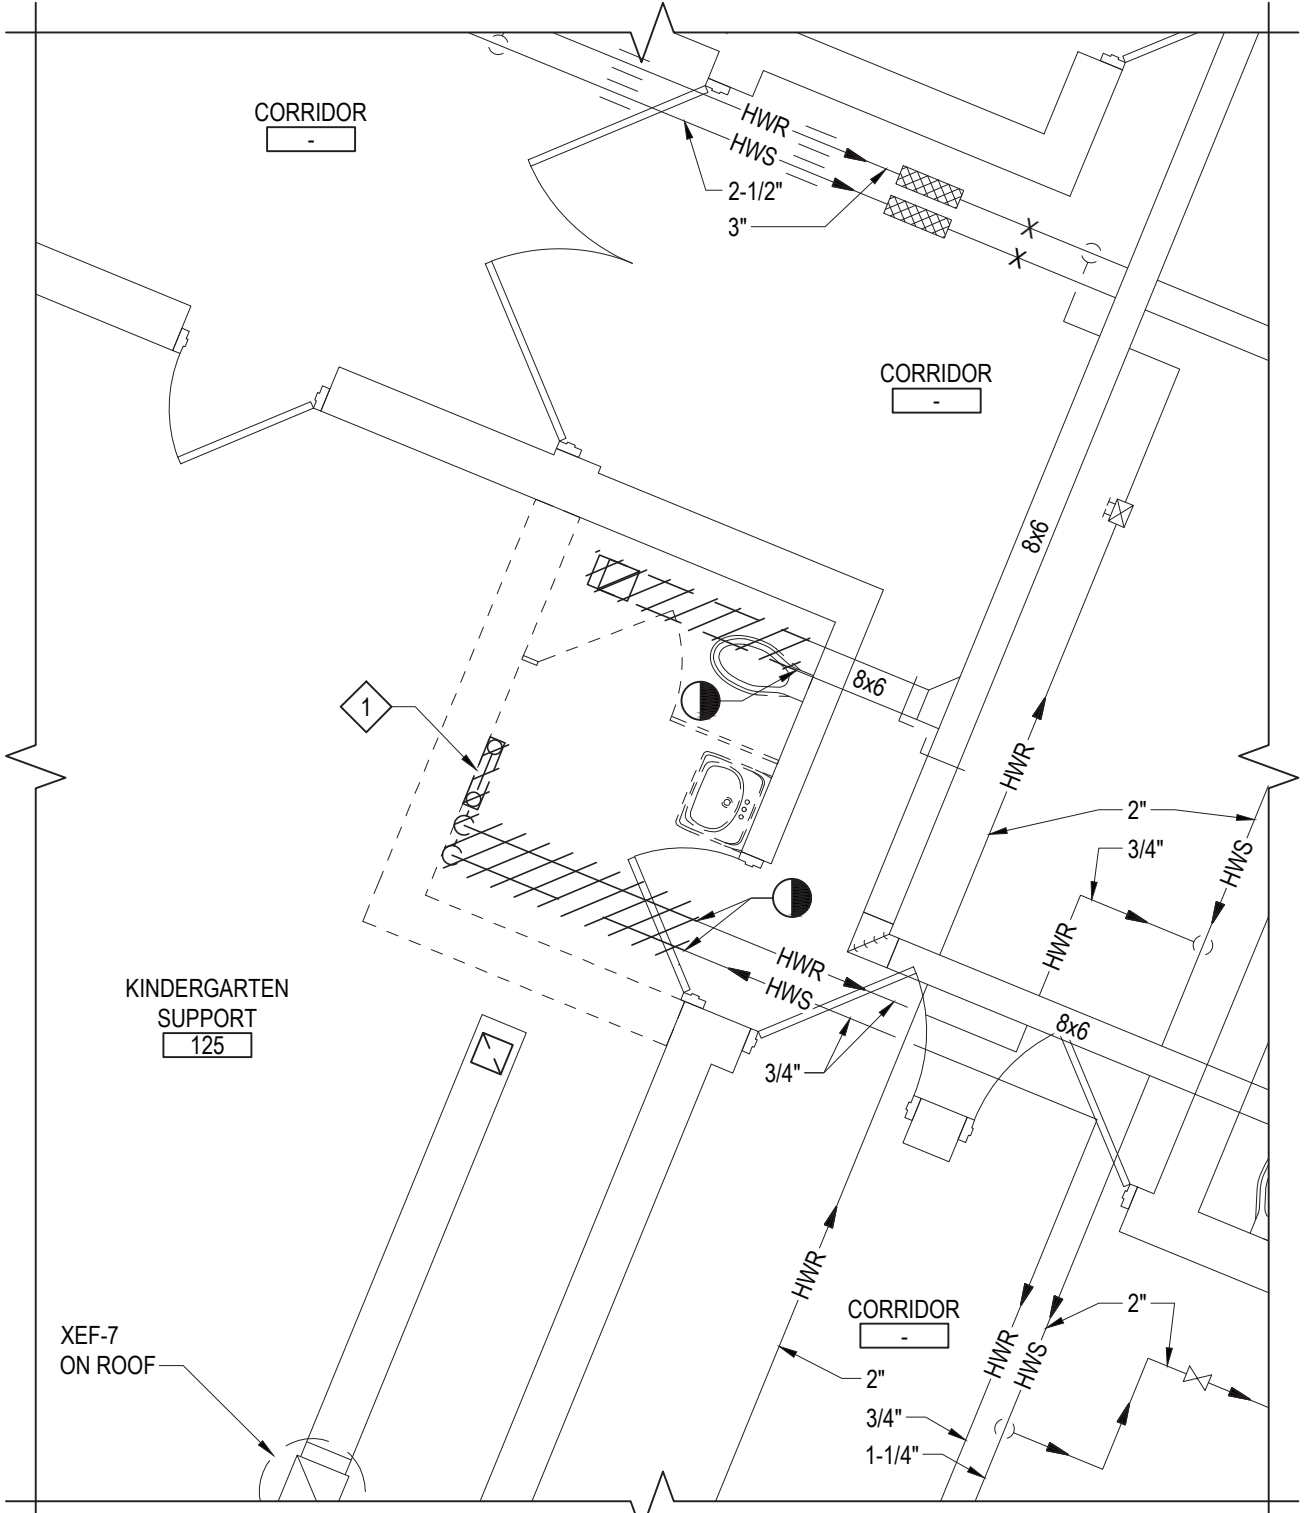 CORRIDOR
-
HWR
HWS
2-1/2"
3"
X
X
CORRIDOR
-
8x6
8x6
1
HWR
2"
3/4"
HWS
HWR
HWR
HWS
KINDERGARTEN
SUPPORT
125
8x6
3/4"
HWR
CORRIDOR
-
2"
HWR
HWS
XEF-7
ON ROOF
2"
3/4"
1-1/4"